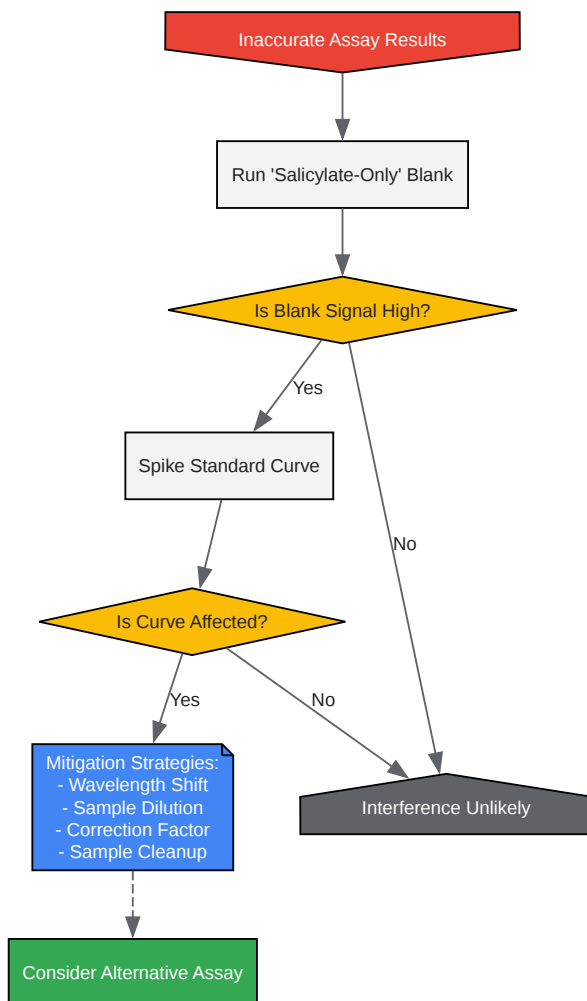 Inaccurate Assay Results
Run 'Salicylate-Only' Blank
Is Blank Signal High?
Yes
Spike Standard Curve
No
Is Curve Affected?
Yes
No
Mitigation Strategies:
- Wavelength Shift
- Sample Dilution
- Correction Factor
- Sample Cleanup
Interference Unlikely
Consider Alternative Assay